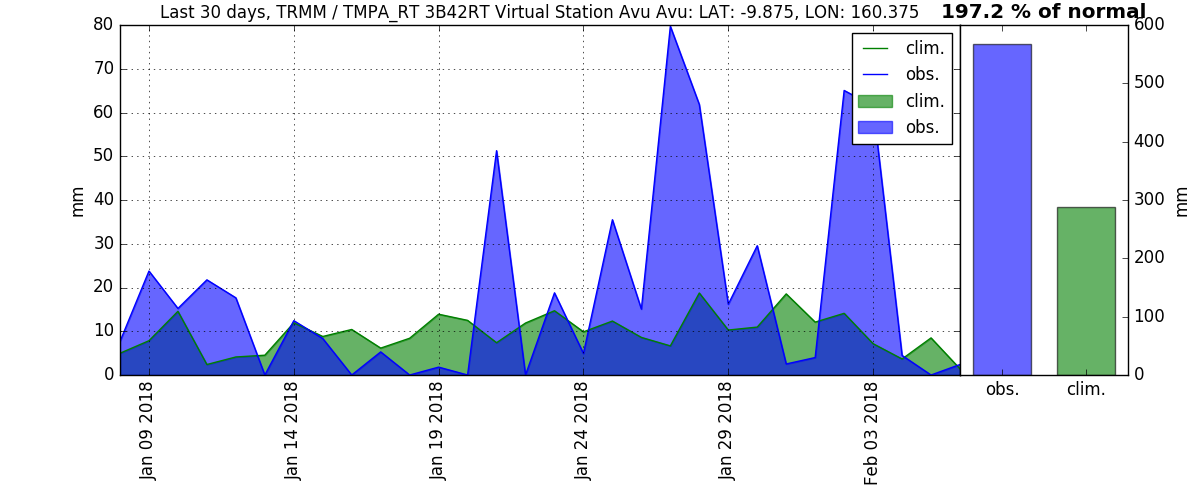 Last 30 days, TRMM / TMPA_RT 3B42RT Virtual Station Avu Avu: LAT: -9.875, LON: 160.375
197.2 % of normal
80
70
60
50
40
30
20
10
0
mm
clim.
obs.
clim.
obs.
Jan 09 2018
Jan 14 2018
Jan 19 2018
Jan 24 2018
Jan 29 2018
Feb 03 2018
600
500
400
300
200
100
0
mm
obs.
clim.